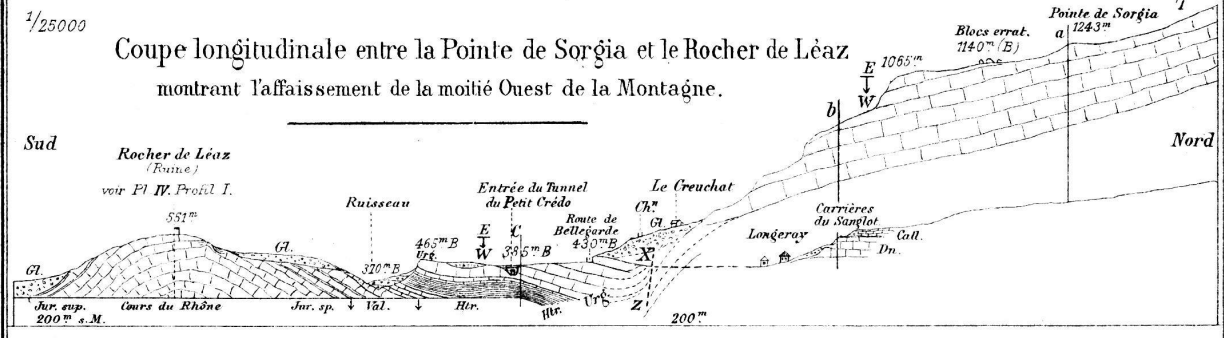 1/25000
Coupe longitudinale entre la Pointe de Sorgia et le Rocher de Léaz
montrant l'affaissement de la moitié Ouest de la Montagne.
Sud
Nord
Rocher de Léaz
(Ruine)
voir Pl IV. Profil I.
551m
Ruisseau
370m B
Entrée du Tunnel
du Petit Crédo
E
W
C
465m B
Urg.
385m B
Route de
Bellegarde
430m B
Le Creuchat
Chn
Gl.
X
Z
Longeray
Carrières
du Sanglot
Call.
Dn.
b
E
W
1065m
Blocs errat.
1140m (B)
Pointe de Sorgia
a
1243m
T
Gl.
Gl.
Jur. sup.
Cours du Rhône
Jur. sp.
Val.
Htr.
Htr.
Urg.
200m s. M.
200m